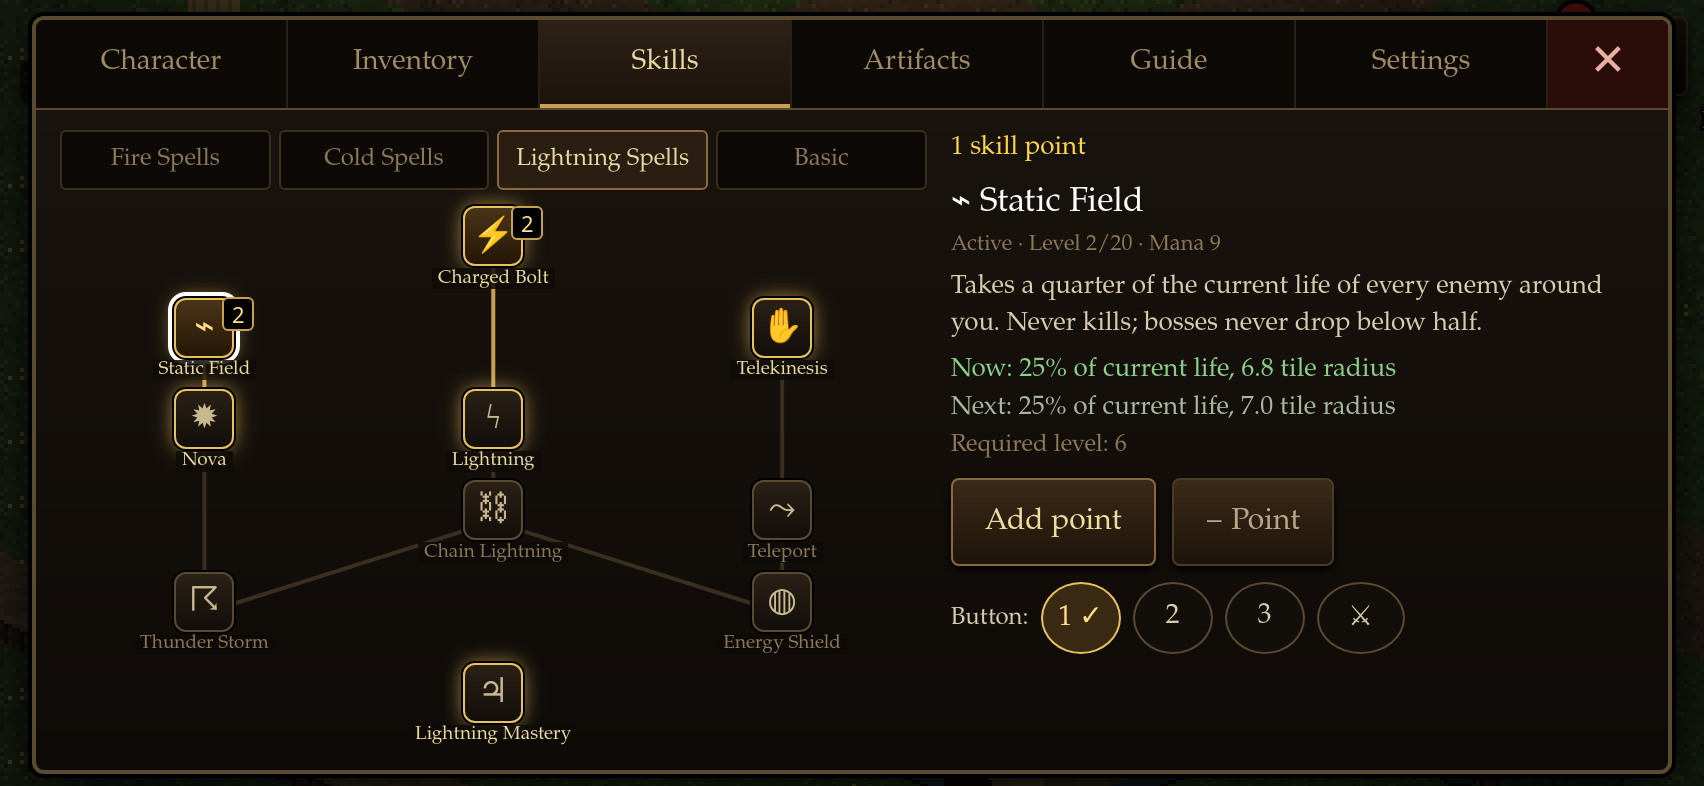 Character
Inventory
Skills
Artifacts
Guide
Settings
✕
Fire Spells
Cold Spells
Lightning Spells
Basic
2
Charged Bolt
2
Static Field
Telekinesis
Nova
Lightning
Chain Lightning
Teleport
Thunder Storm
Energy Shield
Lightning Mastery
1 skill point
⌁ Static Field
Active · Level 2/20 · Mana 9
Takes a quarter of the current life of every enemy around
you. Never kills; bosses never drop below half.
Now: 25% of current life, 6.8 tile radius
Next: 25% of current life, 7.0 tile radius
Required level: 6
Add point
– Point
Button: 1 ✓ 2 3 ⚔